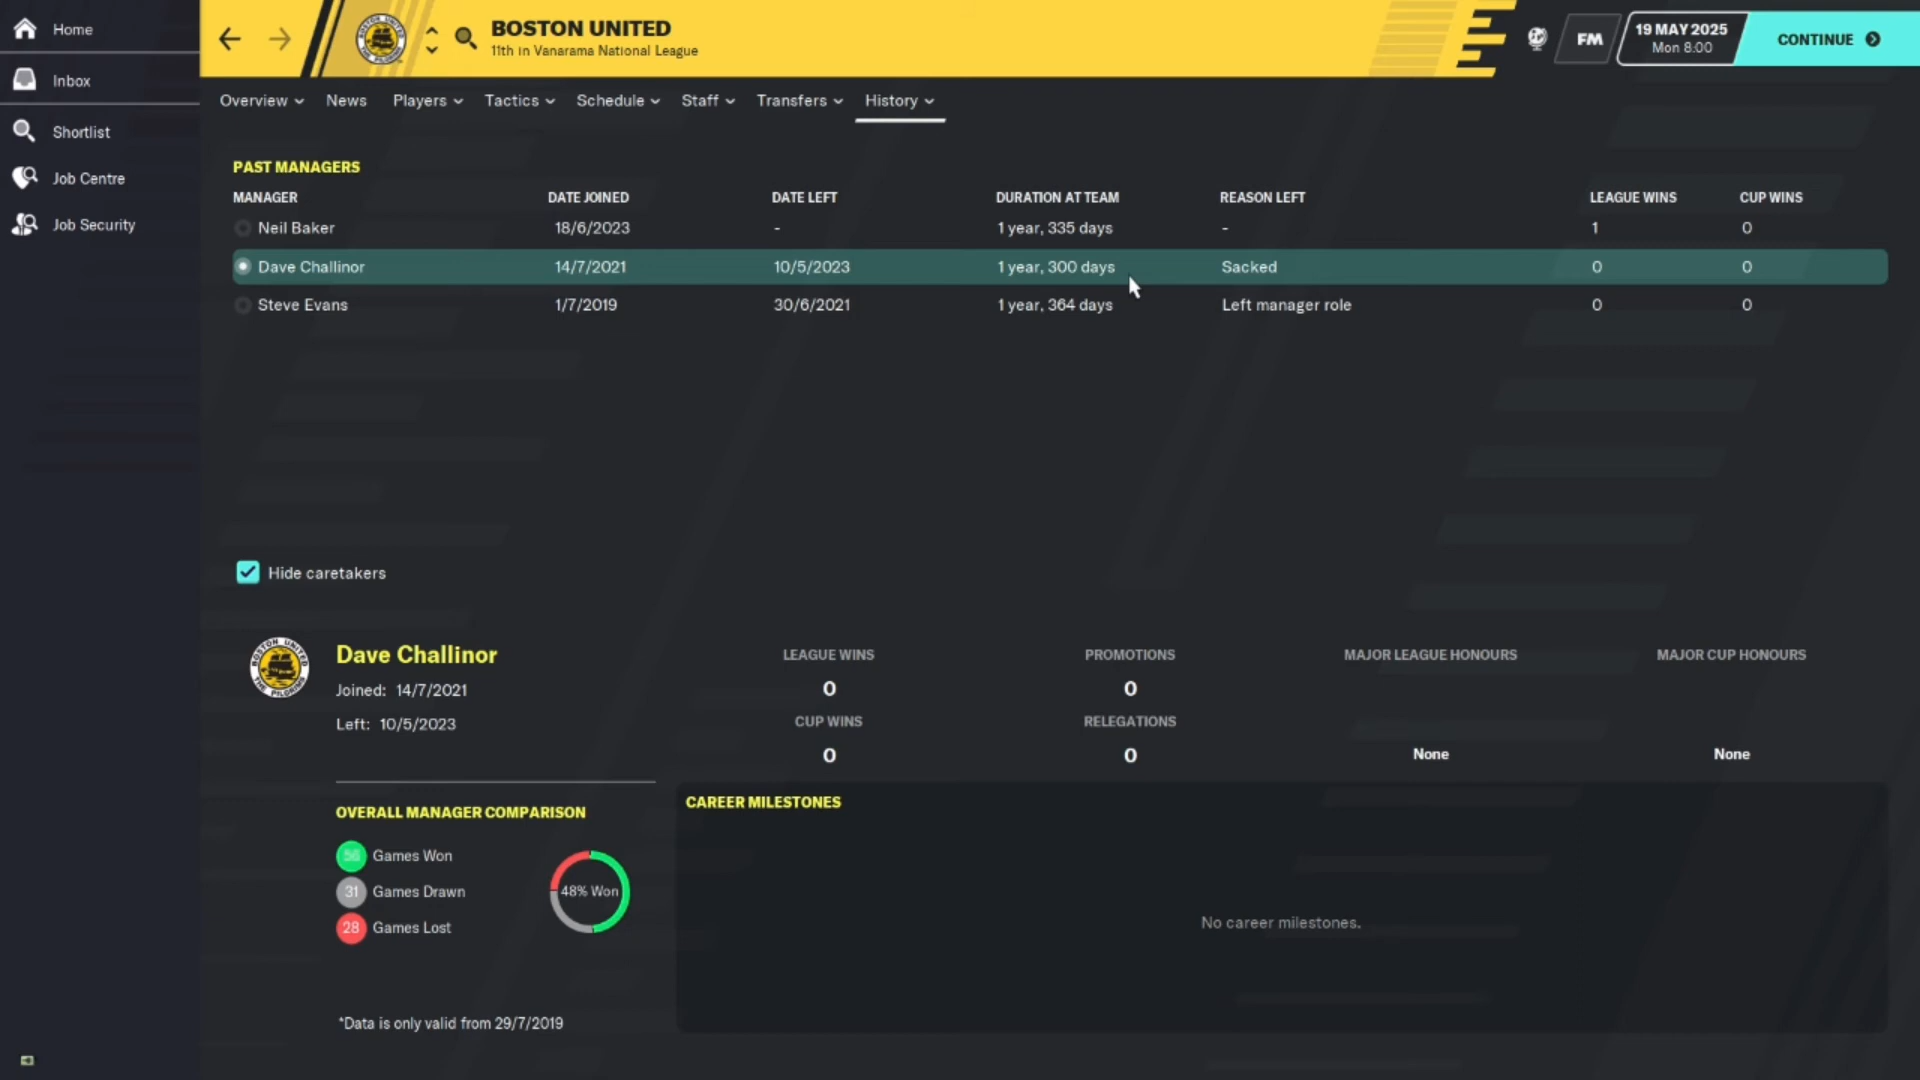 Home
Inbox
Shortlist
Job Centre
Job Security
BOSTON UNITED
11th in Vanarama National League
FM
19 MAY 2025
Mon 8:00
CONTINUE
Overview News Players Tactics Schedule Staff Transfers History
PAST MANAGERS
MANAGER DATE JOINED DATE LEFT DURATION AT TEAM REASON LEFT LEAGUE WINS CUP WINS
Neil Baker 18/6/2023 - 1 year, 335 days - 1 0
Dave Challinor 14/7/2021 10/5/2023 1 year, 300 days Sacked 0 0
Steve Evans 1/7/2019 30/6/2021 1 year, 364 days Left manager role 0 0
Hide caretakers
BOSTON UNITED
THE PILGRIMS
Dave Challinor
Joined: 14/7/2021
Left: 10/5/2023
LEAGUE WINS PROMOTIONS MAJOR LEAGUE HONOURS MAJOR CUP HONOURS
0 0
CUP WINS RELEGATIONS
0 0 None None
OVERALL MANAGER COMPARISON
Games Won
31 Games Drawn
28 Games Lost
48% Won
*Data is only valid from 29/7/2019
CAREER MILESTONES
No career milestones.